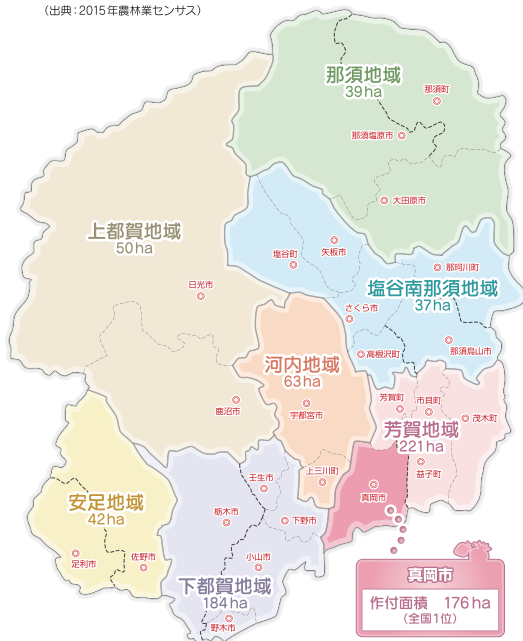 (出典：2015年農林業センサス)
那須地域
39ha
那須町
那須塩原市
大田原市
上都賀地域
50ha
日光市
鹿沼市
塩谷町
矢板市
那珂川町
塩谷南那須地域
37ha
さくら市
高根沢町
那須烏山市
河内地域
63ha
宇都宮市
上三川町
芳賀町
市貝町
茂木町
芳賀地域
221ha
益子町
真岡市
安足地域
42ha
足利市
佐野市
壬生市
栃木市
下野市
小山市
下都賀地域
184ha
野木市
真岡市
作付面積 176ha
(全国1位)